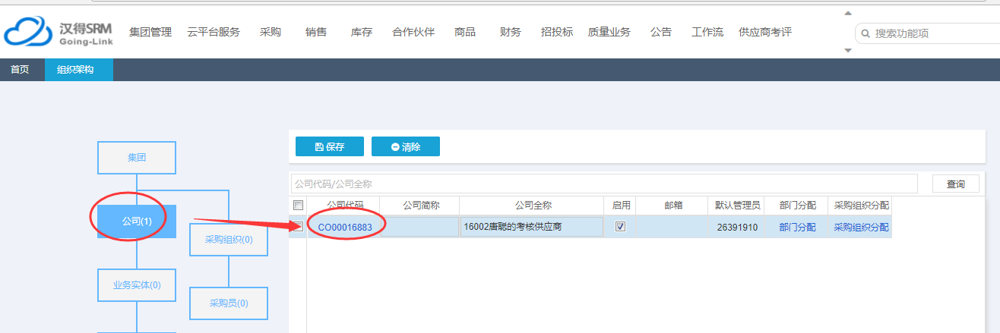 汉得SRM
Going-Link
集团管理 云平台服务 采购 销售 库存 合作伙伴 商品 财务 招投标 质量业务 公告 工作流 供应商考评
搜索功能项
首页 组织架构
保存 清除
集团
公司代码/公司全称 查询
公司代码 公司简称 公司全称 启用 邮箱 默认管理员 部门分配 采购组织分配
公司(1)
CO00016883 16002唐聪的考核供应商 26391910 部门分配 采购组织分配
采购组织(0)
业务实体(0)
采购员(0)